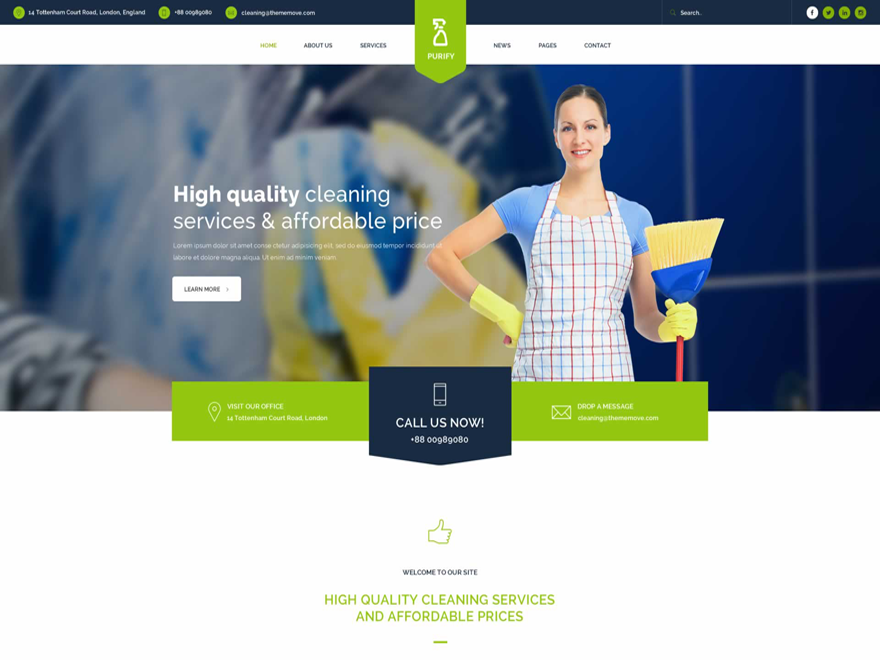 14 Tottenham Court Road, London, England
+88 00989080
cleaning@thememove.com
Search..
HOME
ABOUT US
SERVICES
PURIFY
NEWS
PAGES
CONTACT
High quality cleaning
services & affordable price
Lorem ipsum dolor sit amet conse ctetur adipisicing elit, sed do eiusmod tempor incididunt ut
labore et dolore magna aliqua. Ut enim ad minim veniam.
LEARN MORE
VISIT OUR OFFICE
14 Tottenham Court Road, London
CALL US NOW!
+88 00989080
DROP A MESSAGE
cleaning@thememove.com
WELCOME TO OUR SITE
HIGH QUALITY CLEANING SERVICES
AND AFFORDABLE PRICES